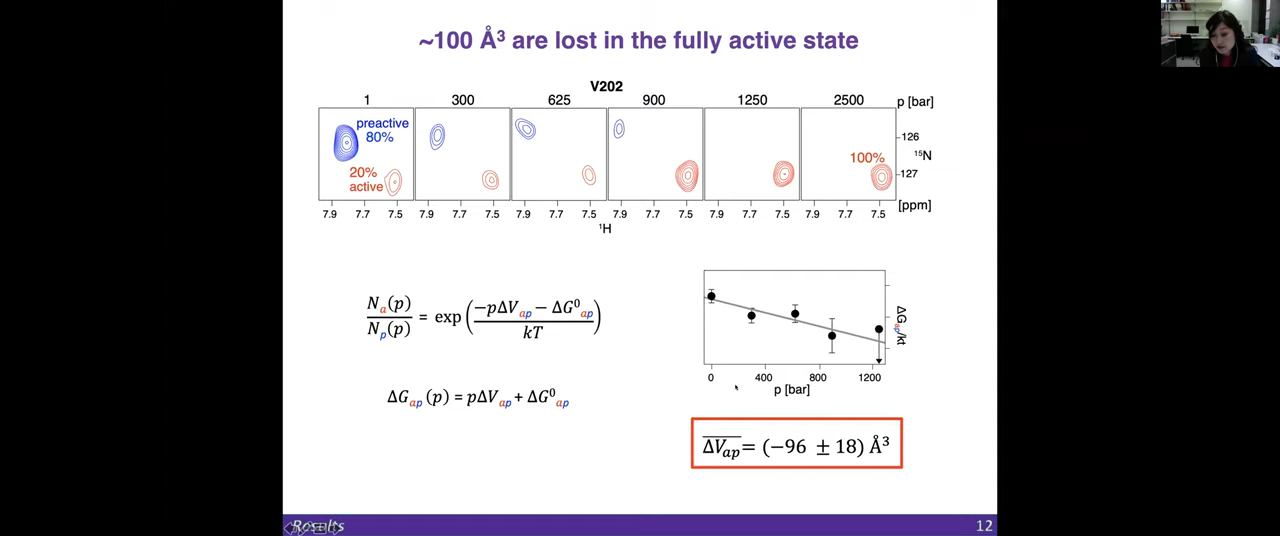 ~100 Å³ are lost in the fully active state
V202
1 300 625 900 1250 2500 p [bar]
preactive
80%
20%
active
100%
126
¹⁵N
127
[ppm]
7.9 7.7 7.5 7.9 7.7 7.5 7.9 7.7 7.5 7.9 7.7 7.5 7.9 7.7 7.5 7.9 7.7 7.5
¹H
Nₐ(p)/Nₚ(p) = exp((−pΔVₐₚ − ΔG⁰ₐₚ)/kT)
ΔGₐₚ(p) = pΔVₐₚ + ΔG⁰ₐₚ
ΔGₐₚ/kt
0 400 800 1200
p [bar]
Δ̅V̅ₐₚ = (−96 ± 18) Å³
Results
12